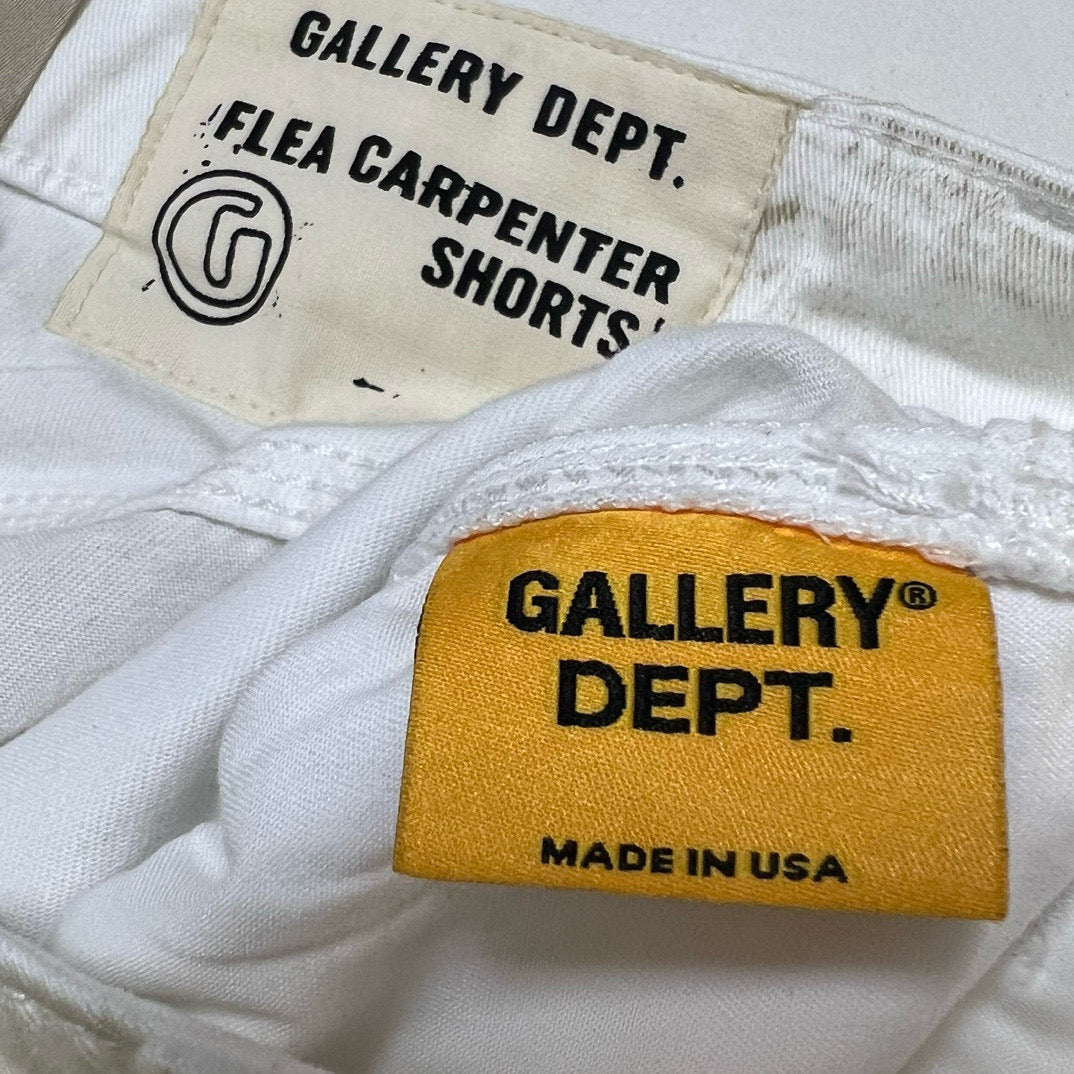 GALLERY DEPT.
FLEA CARPENTER
SHORTS
G
GALLERY®
DEPT.
MADE IN USA